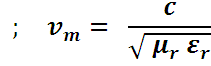 ; v_m = c / √(μ_r ε_r)